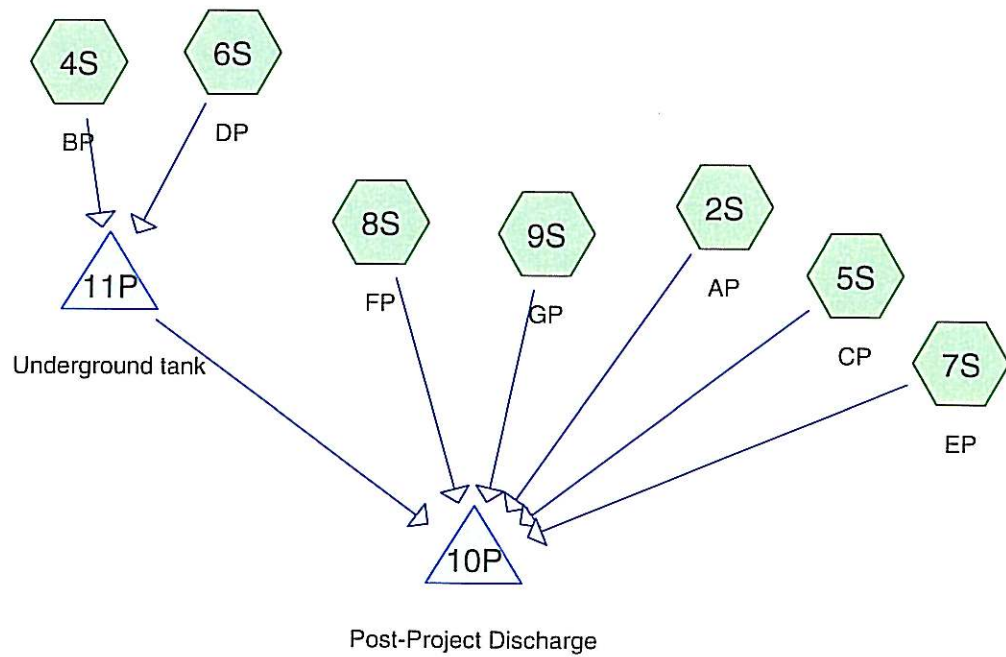 4S
BP
6S
DP
11P
Underground tank
8S
FP
9S
GP
2S
AP
5S
CP
7S
EP
10P
Post-Project Discharge